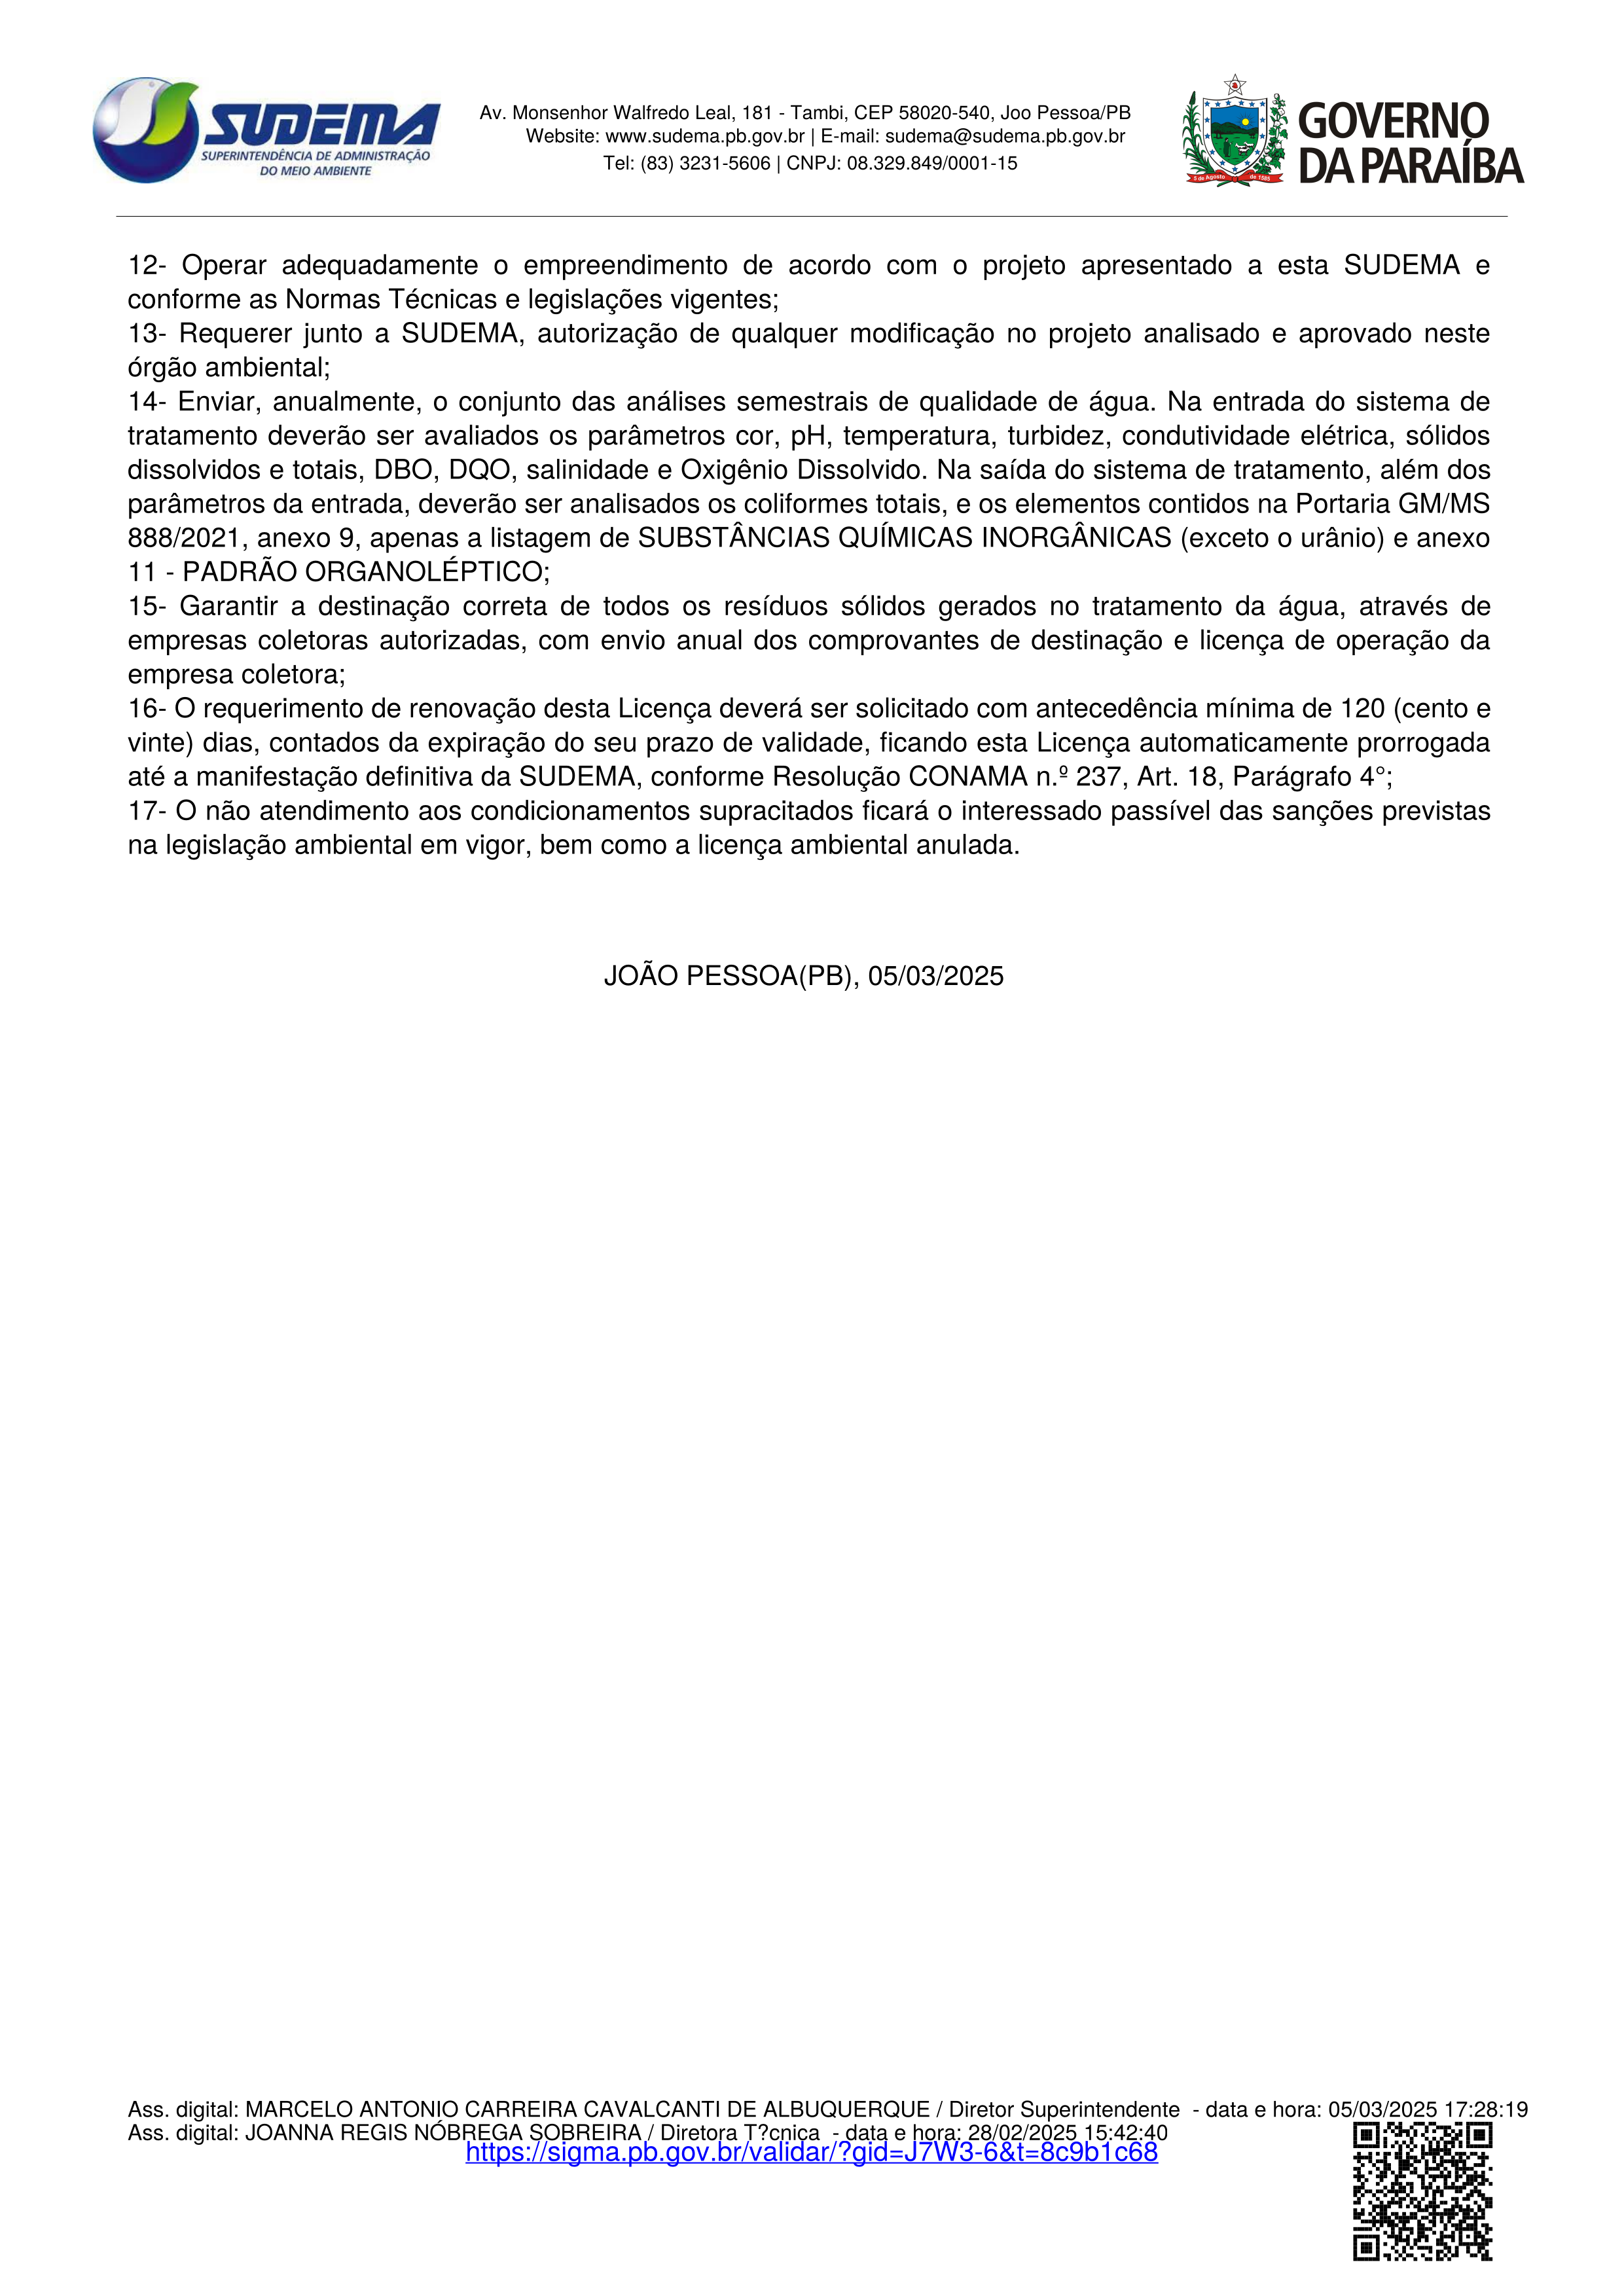 SUDEMA
SUPERINTENDÊNCIA DE ADMINISTRAÇÃO
DO MEIO AMBIENTE
Av. Monsenhor Walfredo Leal, 181 - Tambi, CEP 58020-540, Joo Pessoa/PB
Website: www.sudema.pb.gov.br | E-mail: sudema@sudema.pb.gov.br
Tel: (83) 3231-5606 | CNPJ: 08.329.849/0001-15
5 de Agosto de 1585
GOVERNO
DA PARAÍBA
12- Operar adequadamente o empreendimento de acordo com o projeto apresentado a esta SUDEMA e
conforme as Normas Técnicas e legislações vigentes;
13- Requerer junto a SUDEMA, autorização de qualquer modificação no projeto analisado e aprovado neste
órgão ambiental;
14- Enviar, anualmente, o conjunto das análises semestrais de qualidade de água. Na entrada do sistema de
tratamento deverão ser avaliados os parâmetros cor, pH, temperatura, turbidez, condutividade elétrica, sólidos
dissolvidos e totais, DBO, DQO, salinidade e Oxigênio Dissolvido. Na saída do sistema de tratamento, além dos
parâmetros da entrada, deverão ser analisados os coliformes totais, e os elementos contidos na Portaria GM/MS
888/2021, anexo 9, apenas a listagem de SUBSTÂNCIAS QUÍMICAS INORGÂNICAS (exceto o urânio) e anexo
11 - PADRÃO ORGANOLÉPTICO;
15- Garantir a destinação correta de todos os resíduos sólidos gerados no tratamento da água, através de
empresas coletoras autorizadas, com envio anual dos comprovantes de destinação e licença de operação da
empresa coletora;
16- O requerimento de renovação desta Licença deverá ser solicitado com antecedência mínima de 120 (cento e
vinte) dias, contados da expiração do seu prazo de validade, ficando esta Licença automaticamente prorrogada
até a manifestação definitiva da SUDEMA, conforme Resolução CONAMA n.º 237, Art. 18, Parágrafo 4°;
17- O não atendimento aos condicionamentos supracitados ficará o interessado passível das sanções previstas
na legislação ambiental em vigor, bem como a licença ambiental anulada.
JOÃO PESSOA(PB), 05/03/2025
Ass. digital: MARCELO ANTONIO CARREIRA CAVALCANTI DE ALBUQUERQUE / Diretor Superintendente - data e hora: 05/03/2025 17:28:19
Ass. digital: JOANNA REGIS NÓBREGA SOBREIRA / Diretora T?cnica - data e hora: 28/02/2025 15:42:40
https://sigma.pb.gov.br/validar/?gid=J7W3-6&t=8c9b1c68